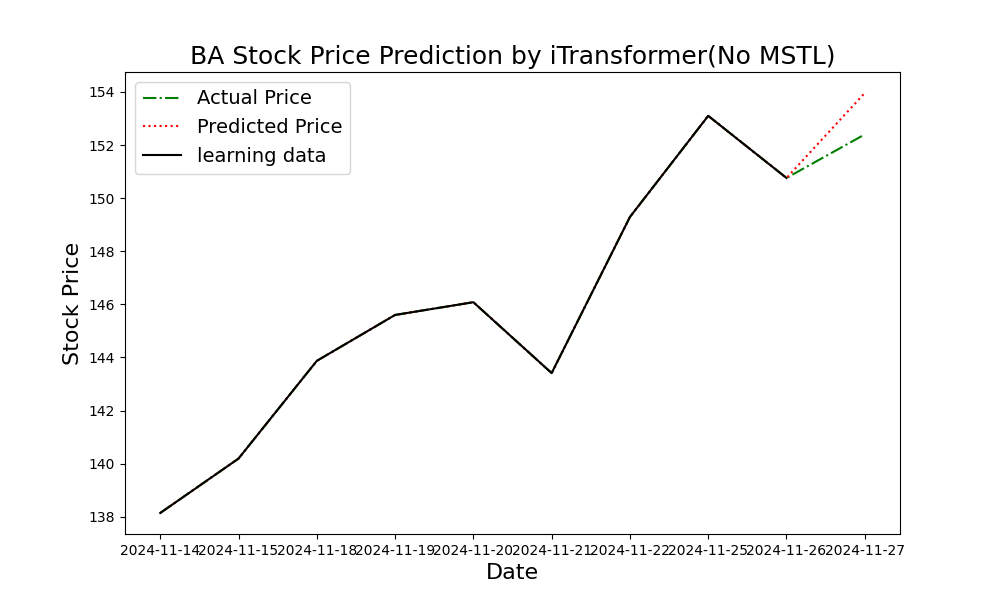 BA Stock Price Prediction by iTransformer(No MSTL)
Actual Price
Predicted Price
learning data
154
152
150
148
146
144
142
140
138
Stock Price
2024-11-14 2024-11-15 2024-11-18 2024-11-19 2024-11-20 2024-11-21 2024-11-22 2024-11-25 2024-11-26 2024-11-27
Date